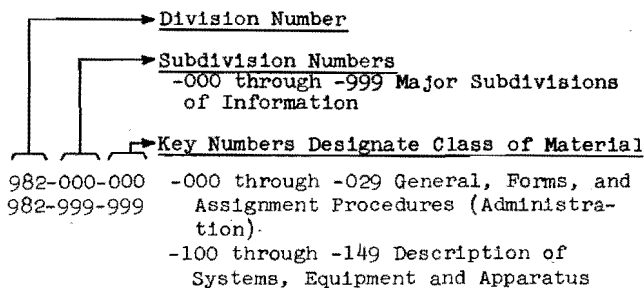 Division Number
Subdivision Numbers
-000 through -999 Major Subdivisions
of Information
Key Numbers Designate Class of Material
982-000-000 -000 through -029 General, Forms, and
982-999-999 Assignment Procedures (Administra-
tion).
-100 through -149 Description of
Systems, Equipment and Apparatus